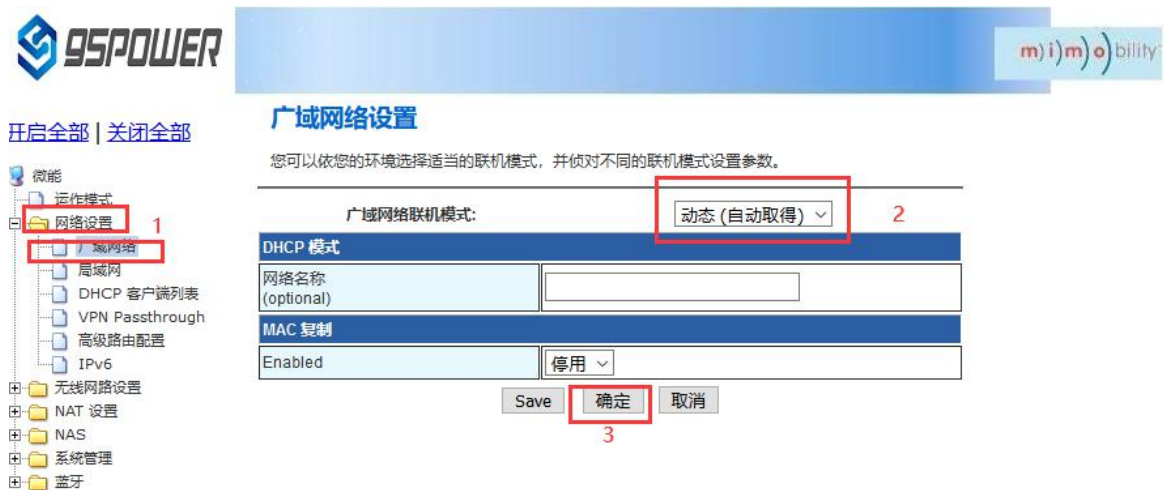 95POWER
m)i)m)o)bility
开启全部 | 关闭全部
广域网络设置
您可以依您的环境选择适当的联机模式，并侦对不同的联机模式设置参数。
微能
运作模式
网络设置
1
广域网络
局域网
DHCP 客户端列表
VPN Passthrough
高级路由配置
IPv6
无线网路设置
NAT 设置
NAS
系统管理
蓝牙
广域网络联机模式:
动态 (自动取得)
2
DHCP 模式
网络名称
(optional)
MAC 复制
Enabled
停用
Save 确定 取消
3